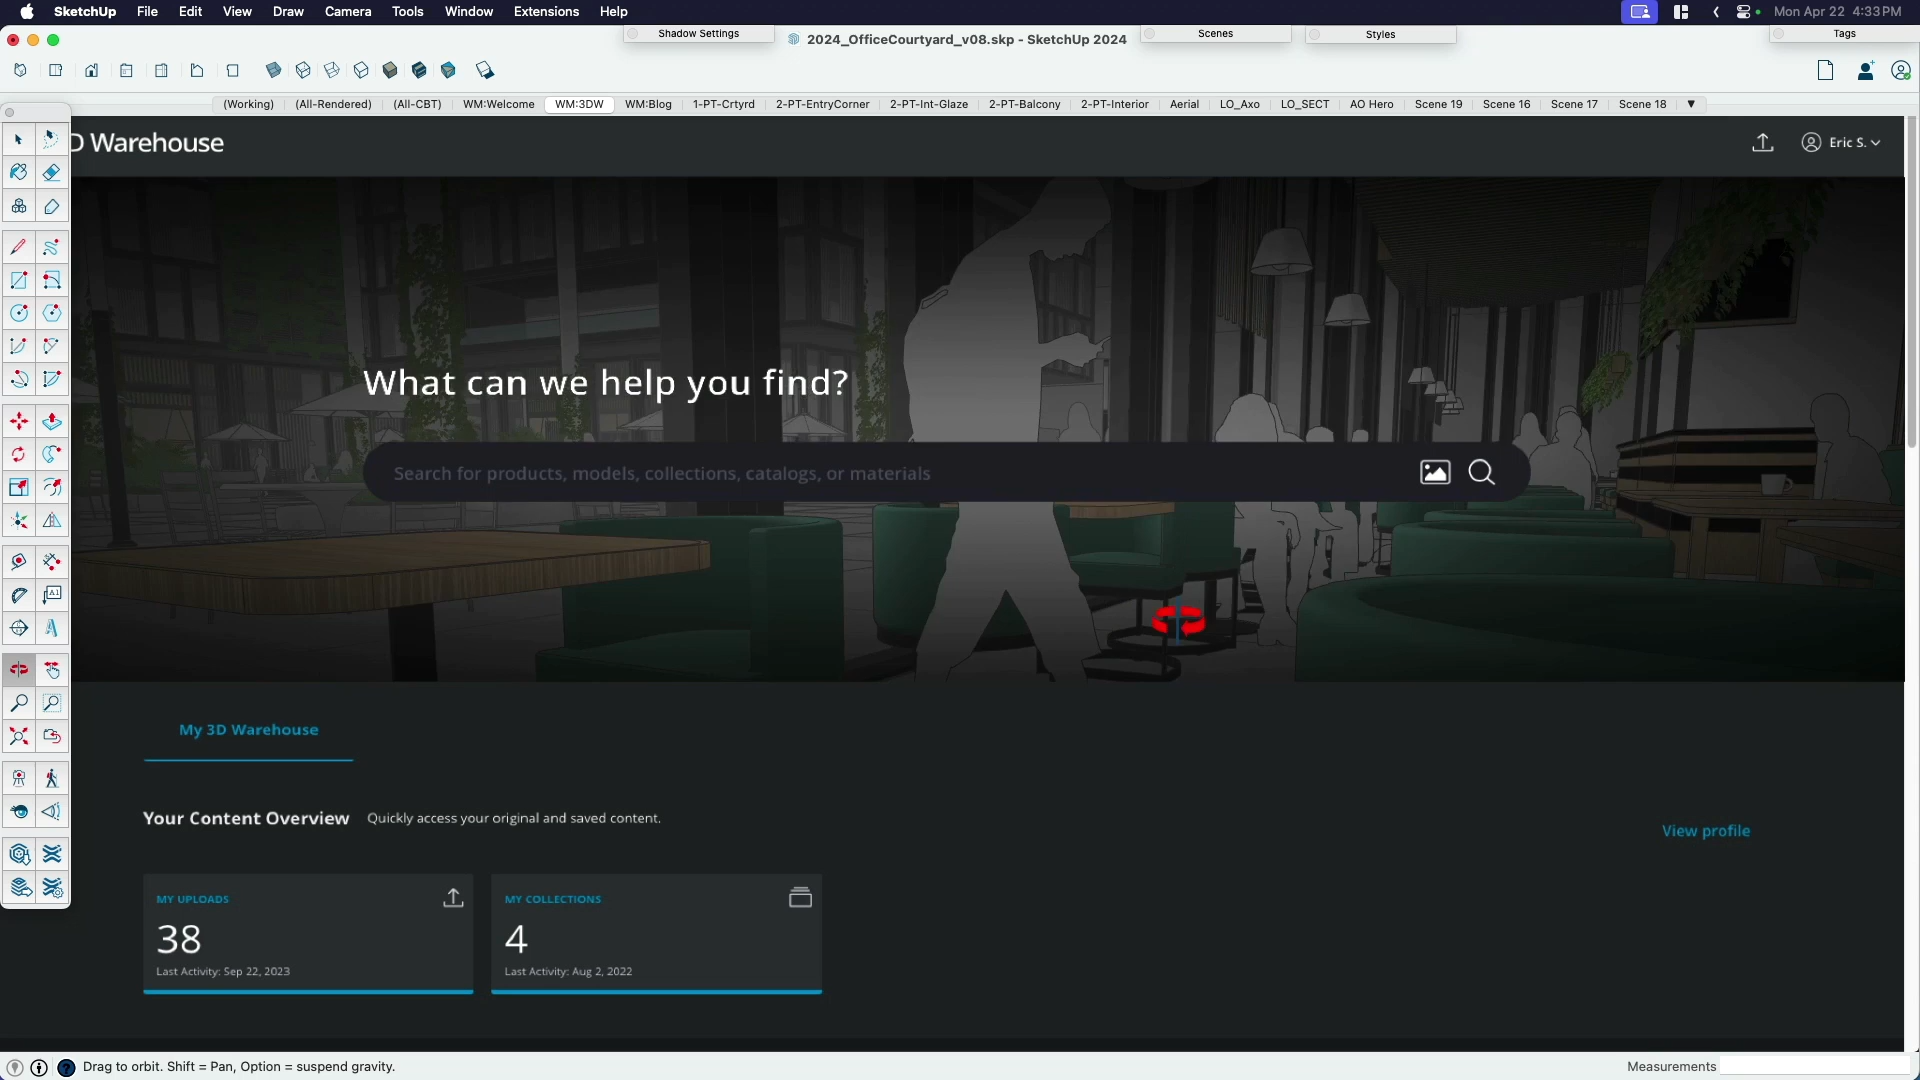 SketchUp File Edit View Draw Camera Tools Window Extensions Help Mon Apr 22 4:33PM
Shadow Settings 2024_OfficeCourtyard_v08.skp - SketchUp 2024 Scenes Styles Tags
(Working) (All-Rendered) (All-CBT) WM:Welcome WM:3DW WM:Blog 1-PT-Crtyrd 2-PT-EntryCorner 2-PT-Int-Glaze 2-PT-Balcony 2-PT-Interior Aerial LO_Axo LO_SECT AO Hero Scene 19 Scene 16 Scene 17 Scene 18
D Warehouse Eric S.
What can we help you find?
Search for products, models, collections, catalogs, or materials
My 3D Warehouse
Your Content Overview Quickly access your original and saved content.
View profile
MY UPLOADS MY COLLECTIONS
38 4
Last Activity: Sep 22, 2023 Last Activity: Aug 2, 2022
Drag to orbit. Shift = Pan, Option = suspend gravity. Measurements